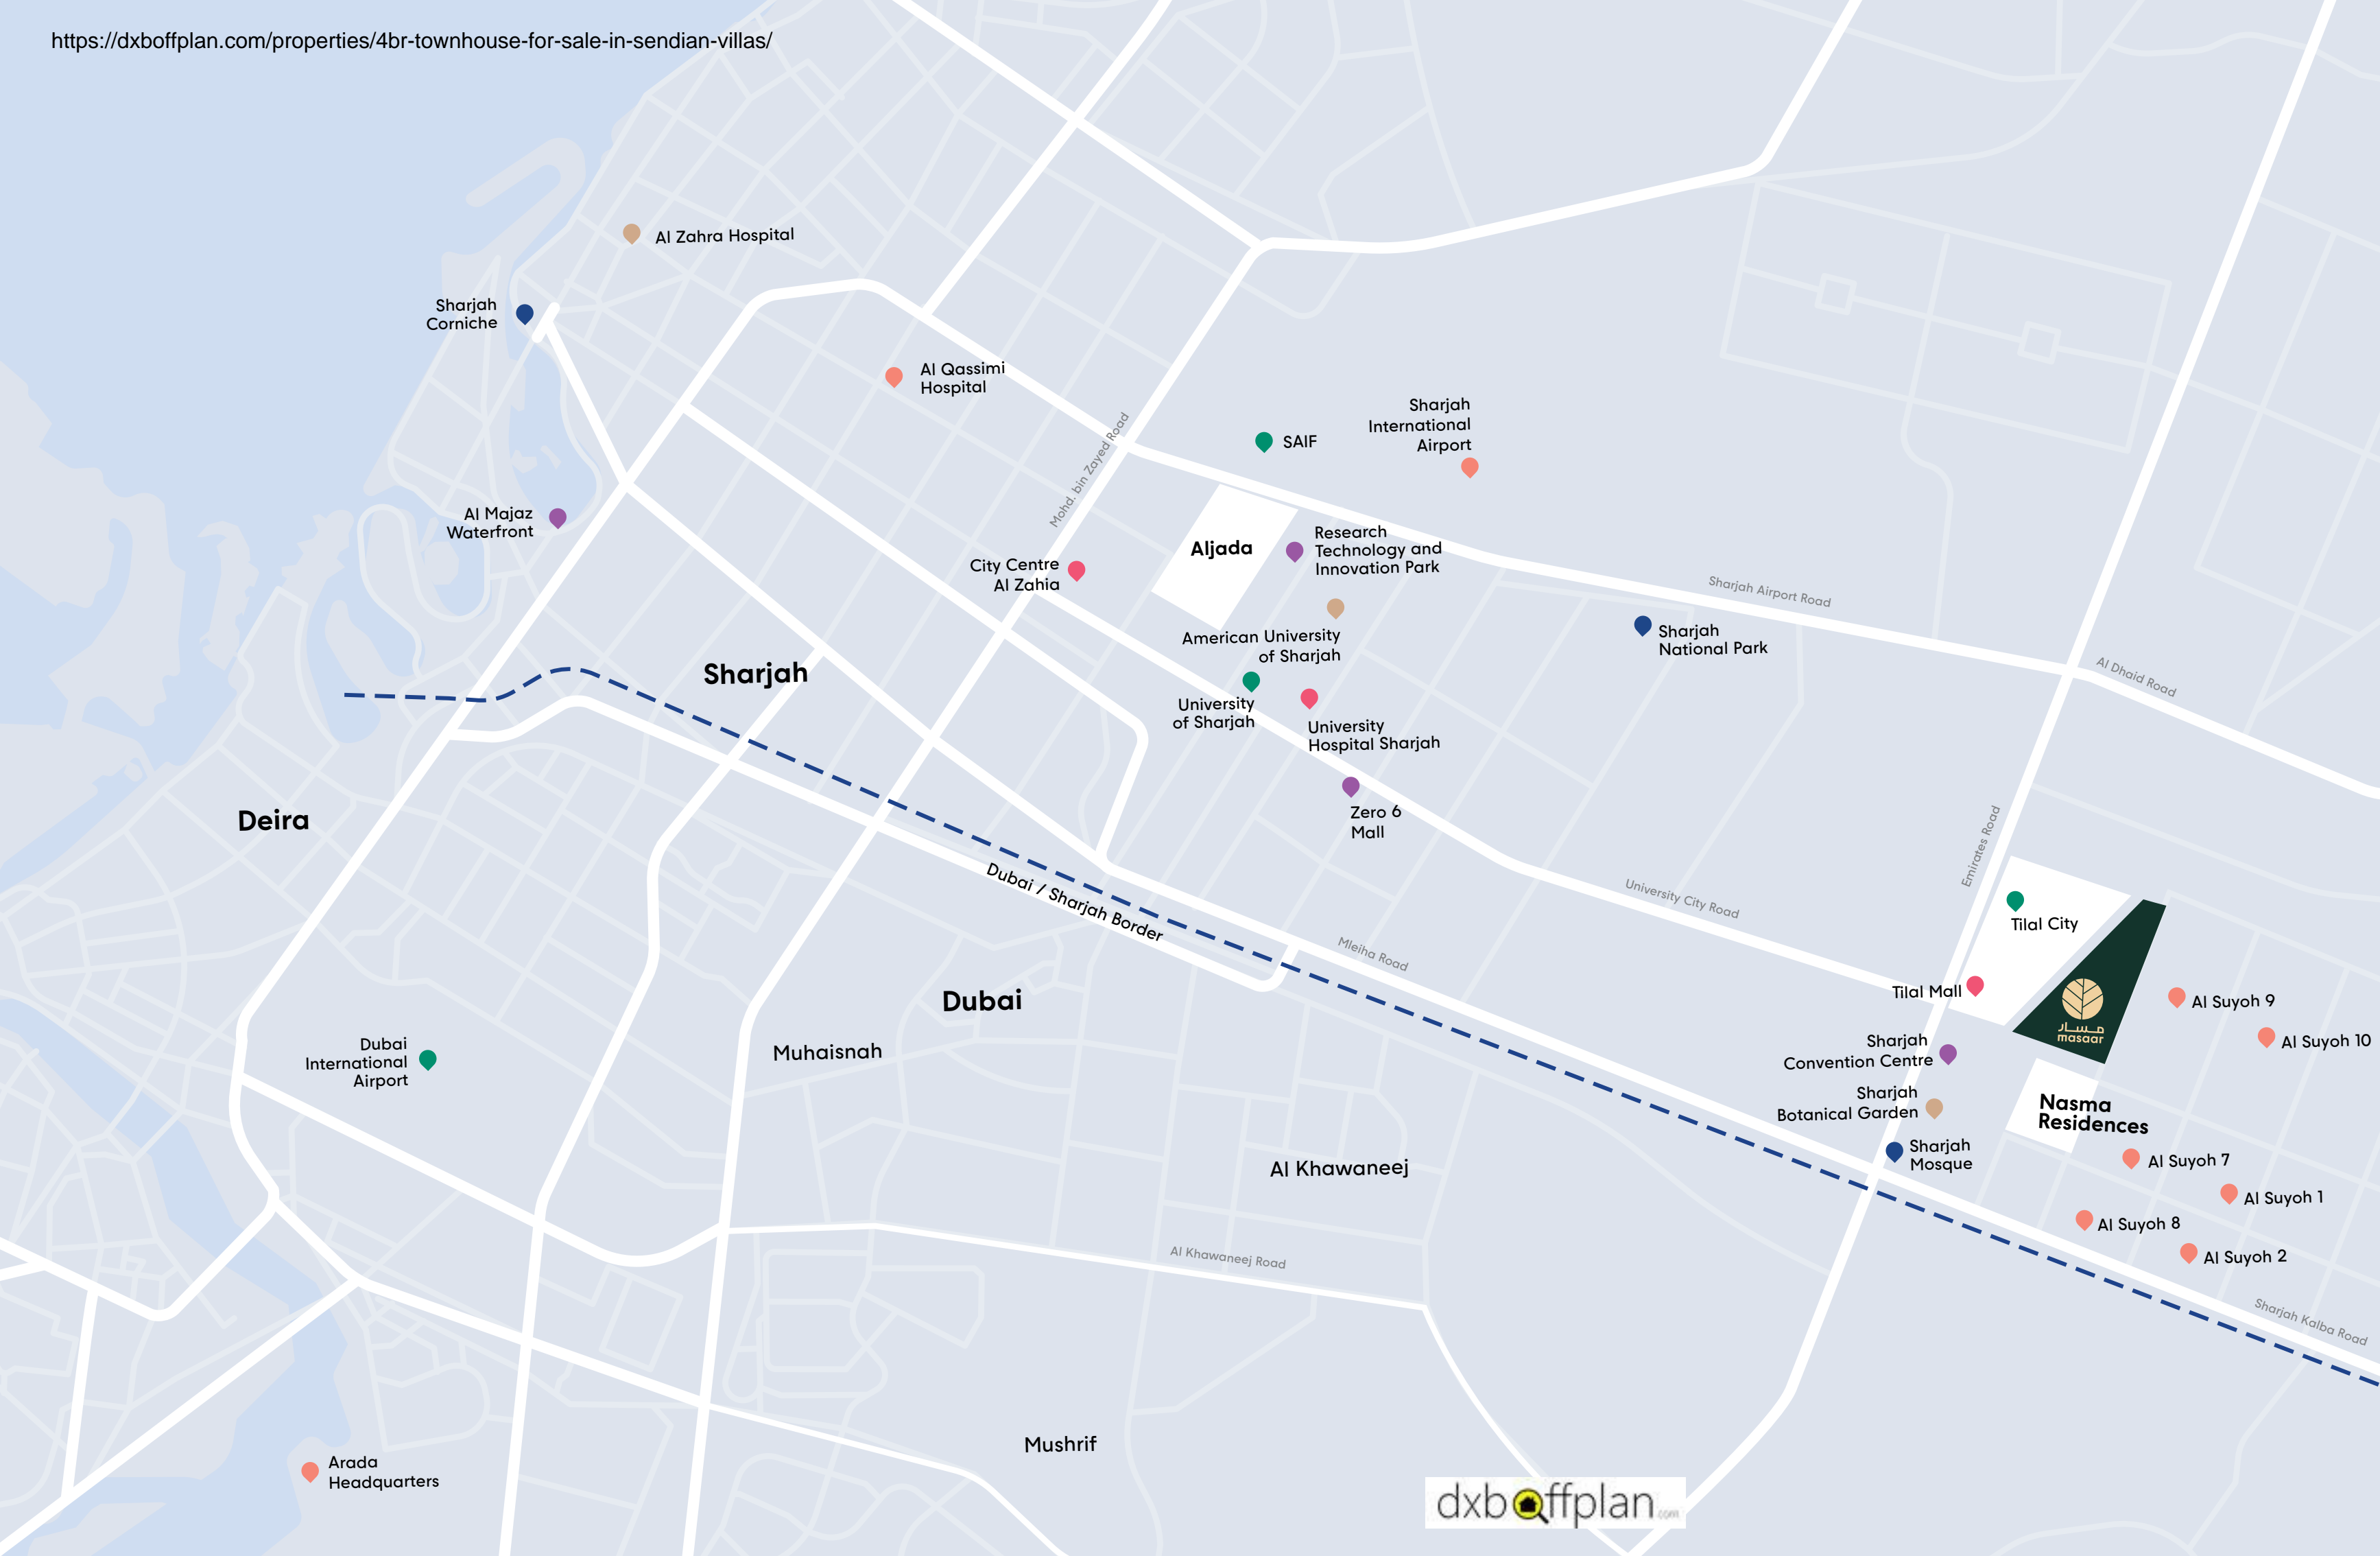 https://dxboffplan.com/properties/4br-townhouse-for-sale-in-sendian-villas/
Al Zahra Hospital
Sharjah
Corniche
Al Qassimi
Hospital
Mohd. bin Zayed Road
SAIF
Sharjah
International
Airport
Al Majaz
Waterfront
Aljada
Research
Technology and
Innovation Park
City Centre
Al Zahia
Sharjah Airport Road
American University
of Sharjah
Sharjah
National Park
Al Dhaid Road
Sharjah
University
of Sharjah
University
Hospital Sharjah
Zero 6
Mall
Deira
Emirates Road
Dubai / Sharjah Border
University City Road
Mleiha Road
Tilal City
Tilal Mall
مسار
masaar
Al Suyoh 9
Al Suyoh 10
Dubai
Muhaisnah
Dubai
International
Airport
Sharjah
Convention Centre
Sharjah
Botanical Garden
Nasma
Residences
Sharjah
Mosque
Al Suyoh 7
Al Suyoh 1
Al Suyoh 8
Al Suyoh 2
Al Khawaneej
Al Khawaneej Road
Sharjah Kalba Road
Mushrif
Arada
Headquarters
dxboffplan.com